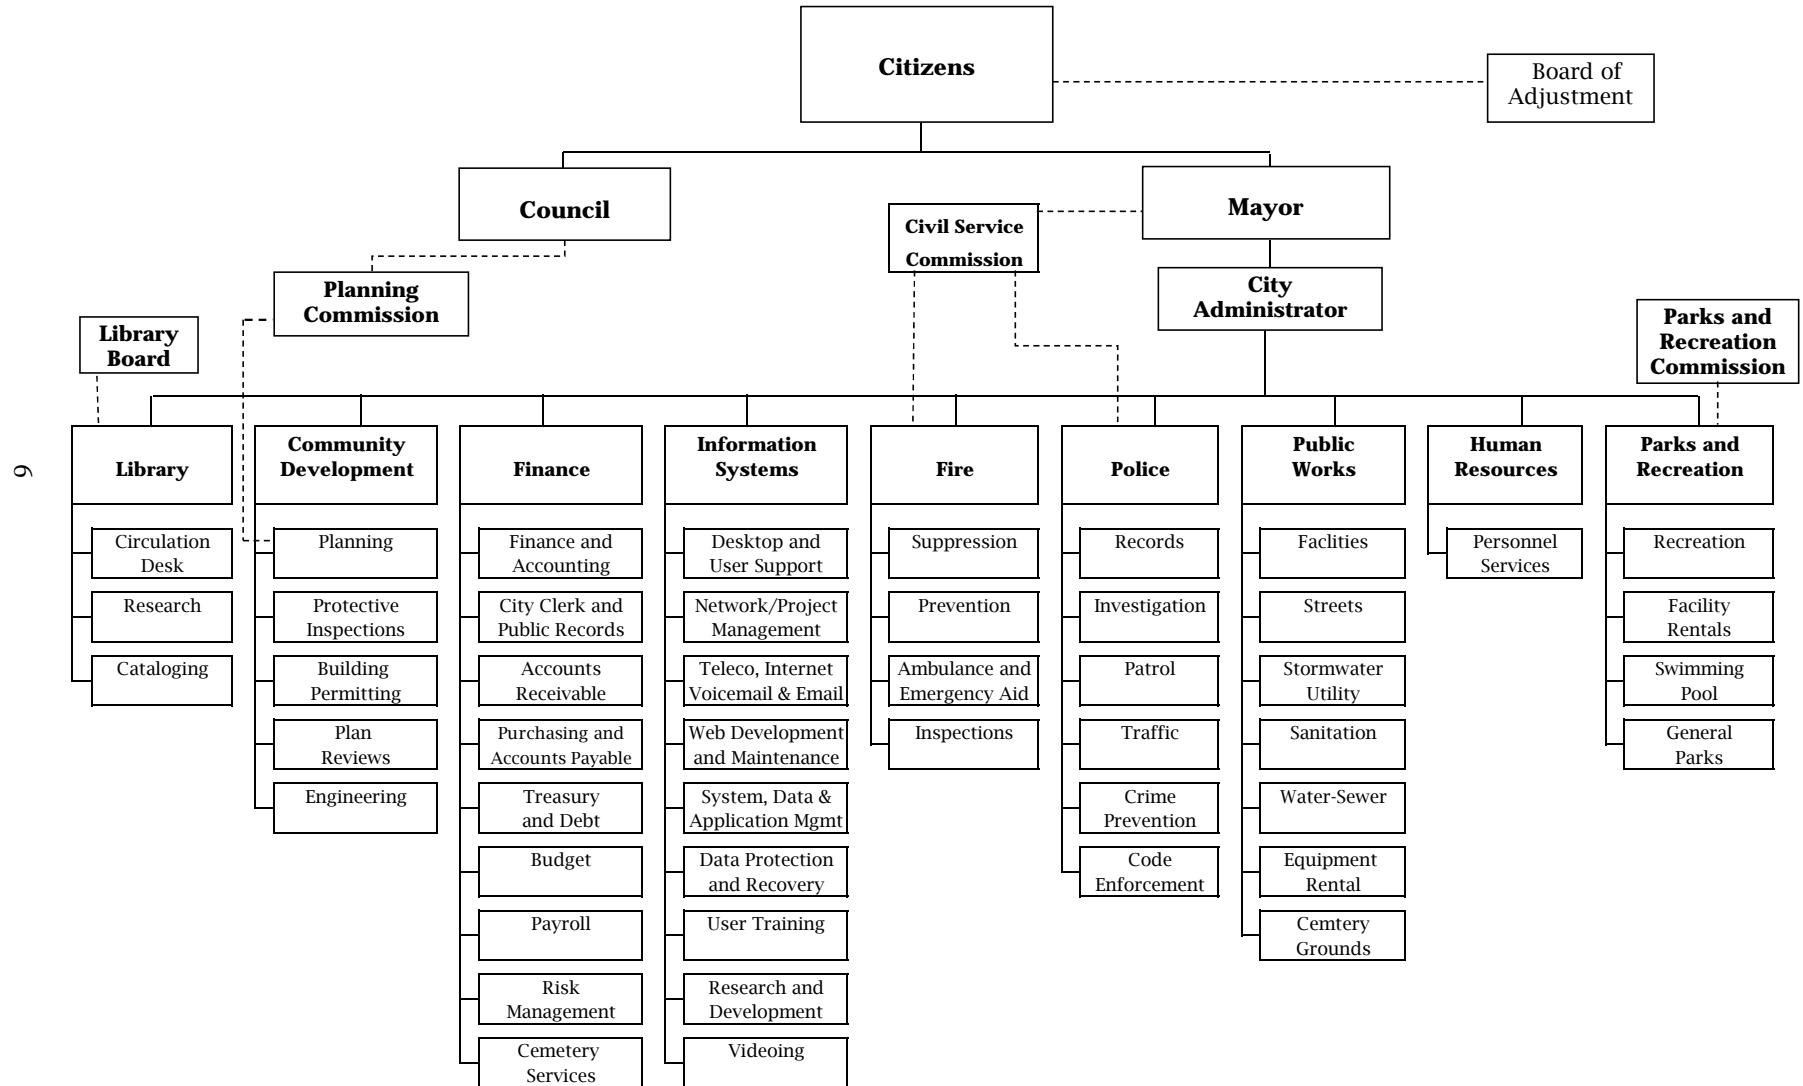 Citizens
Board of
Adjustment
Council
Mayor
Civil Service
Commission
City
Administrator
Planning
Commission
Library
Board
Parks and
Recreation
Commission
9
Library
Circulation
Desk
Research
Cataloging
Community
Development
Planning
Protective
Inspections
Building
Permitting
Plan
Reviews
Engineering
Finance
Finance and
Accounting
City Clerk and
Public Records
Accounts
Receivable
Purchasing and
Accounts Payable
Treasury
and Debt
Budget
Payroll
Risk
Management
Cemetery
Services
Information
Systems
Desktop and
User Support
Network/Project
Management
Teleco, Internet
Voicemail & Email
Web Development
and Maintenance
System, Data &
Application Mgmt
Data Protection
and Recovery
User Training
Research and
Development
Videoing
Fire
Suppression
Prevention
Ambulance and
Emergency Aid
Inspections
Police
Records
Investigation
Patrol
Traffic
Crime
Prevention
Code
Enforcement
Public
Works
Faclities
Streets
Stormwater
Utility
Sanitation
Water-Sewer
Equipment
Rental
Cemtery
Grounds
Human
Resources
Personnel
Services
Parks and
Recreation
Recreation
Facility
Rentals
Swimming
Pool
General
Parks